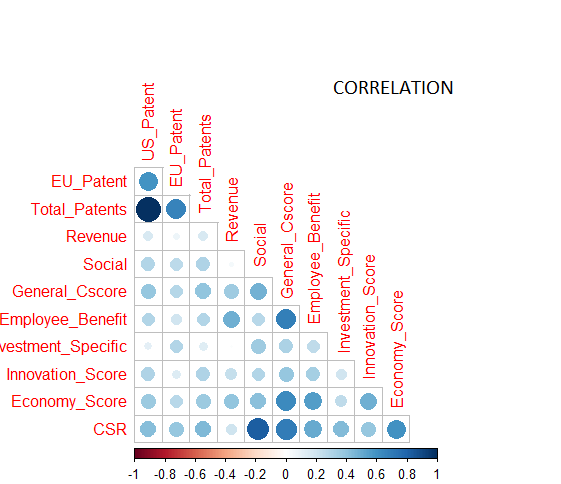 CORRELATION
US_Patent
EU_Patent
Total_Patents
Revenue
Social
General_Cscore
Employee_Benefit
Investment_Specific
Innovation_Score
Economy_Score
EU_Patent
Total_Patents
Revenue
Social
General_Cscore
Employee_Benefit
vestment_Specific
Innovation_Score
Economy_Score
CSR
-1 -0.8 -0.6 -0.4 -0.2 0 0.2 0.4 0.6 0.8 1